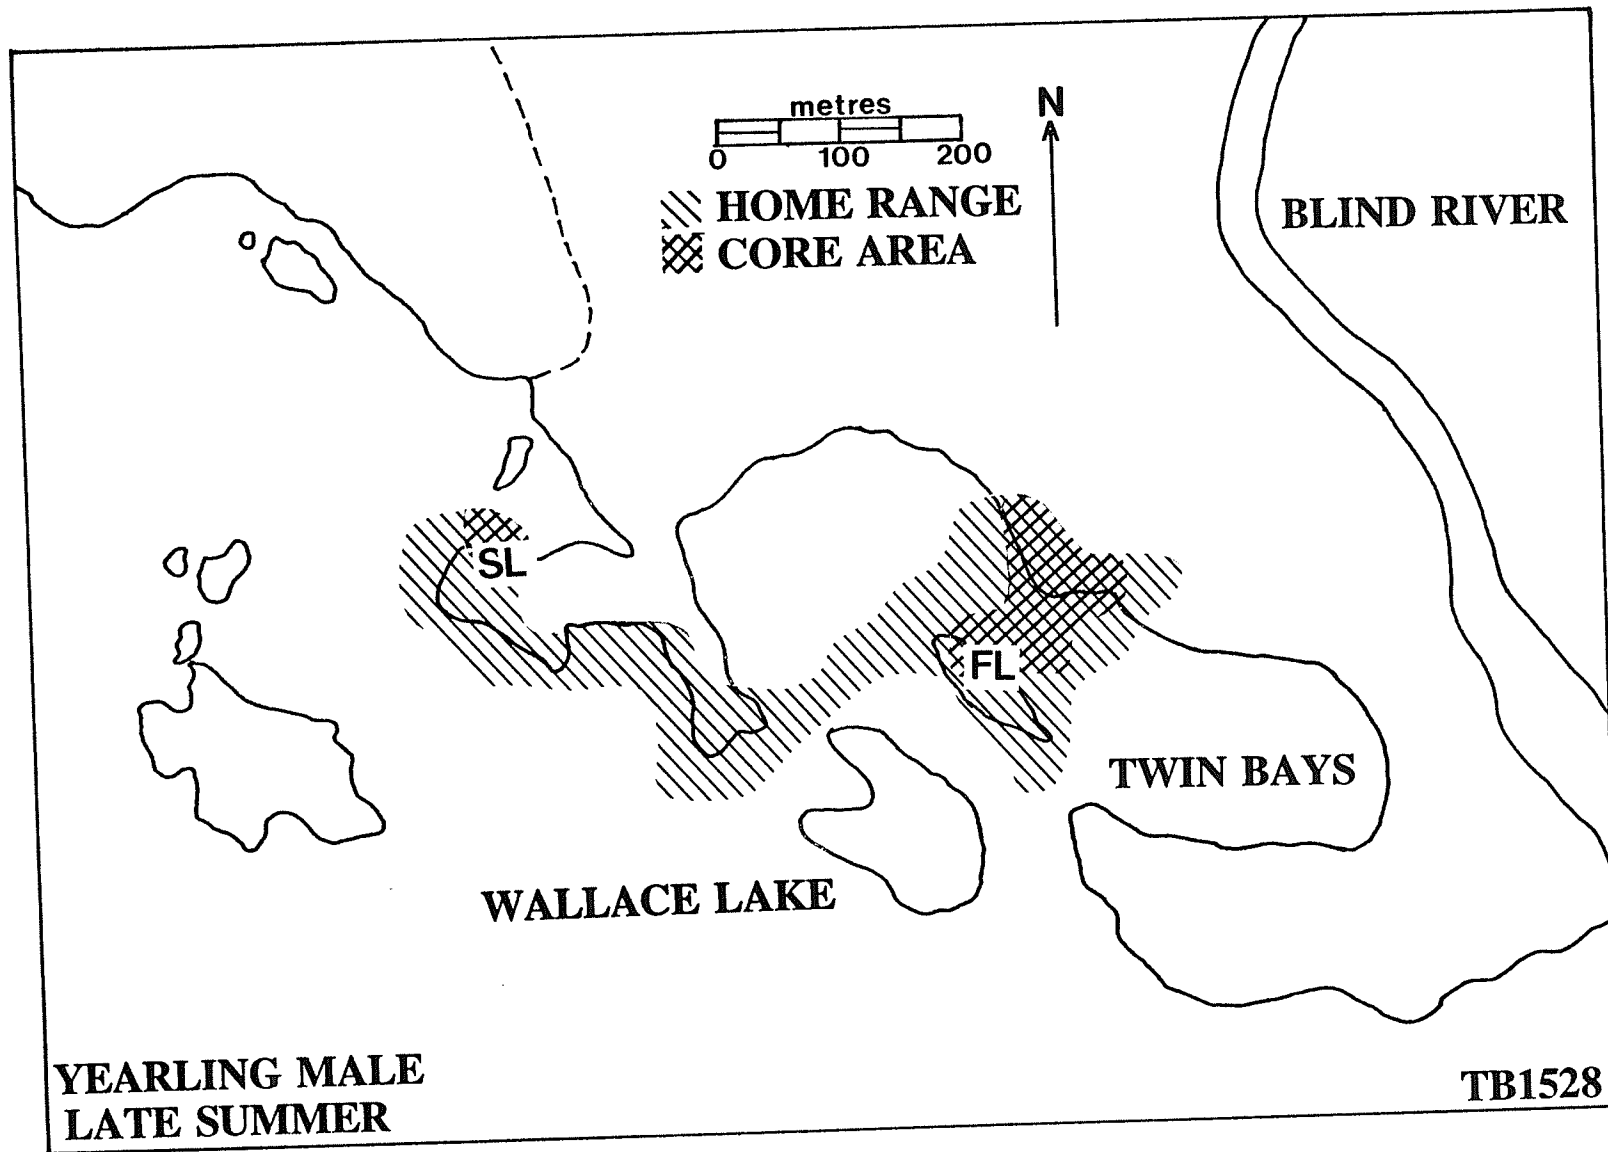 metres
0 100 200
N
HOME RANGE
CORE AREA
BLIND RIVER
SL
FL
TWIN BAYS
WALLACE LAKE
YEARLING MALE
LATE SUMMER
TB1528